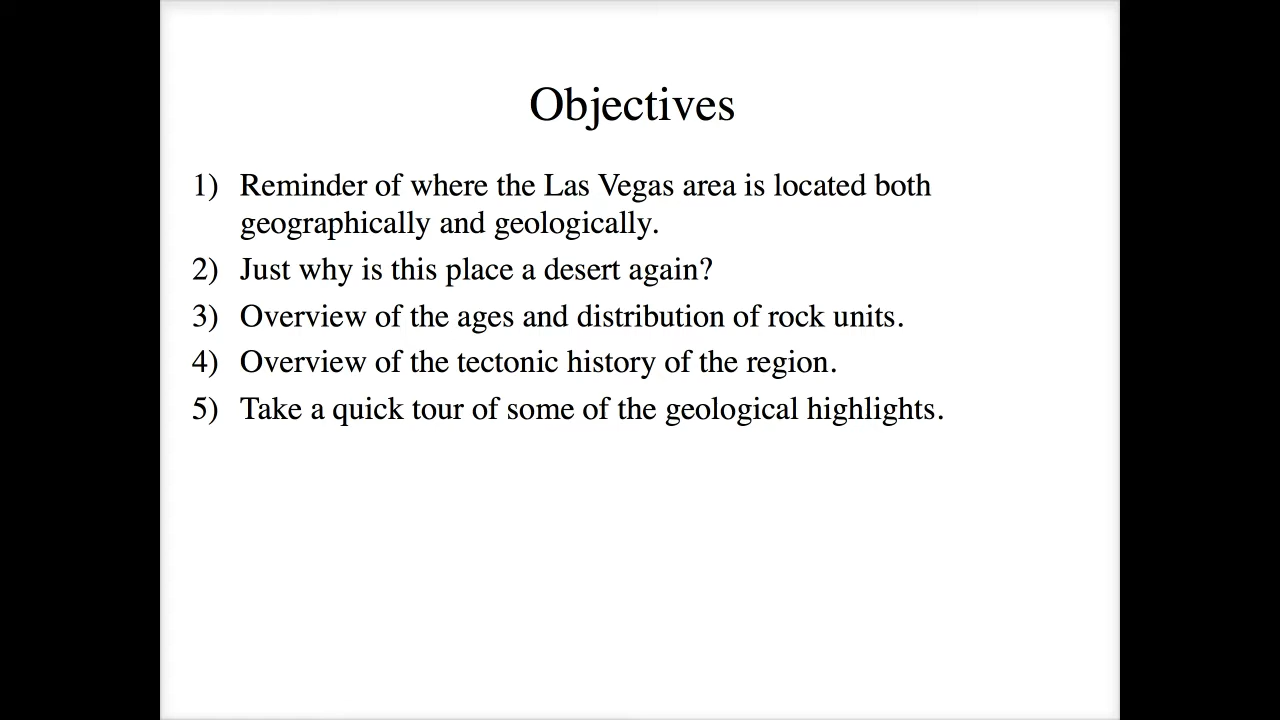 Objectives
1) Reminder of where the Las Vegas area is located both
geographically and geologically.
2) Just why is this place a desert again?
3) Overview of the ages and distribution of rock units.
4) Overview of the tectonic history of the region.
5) Take a quick tour of some of the geological highlights.